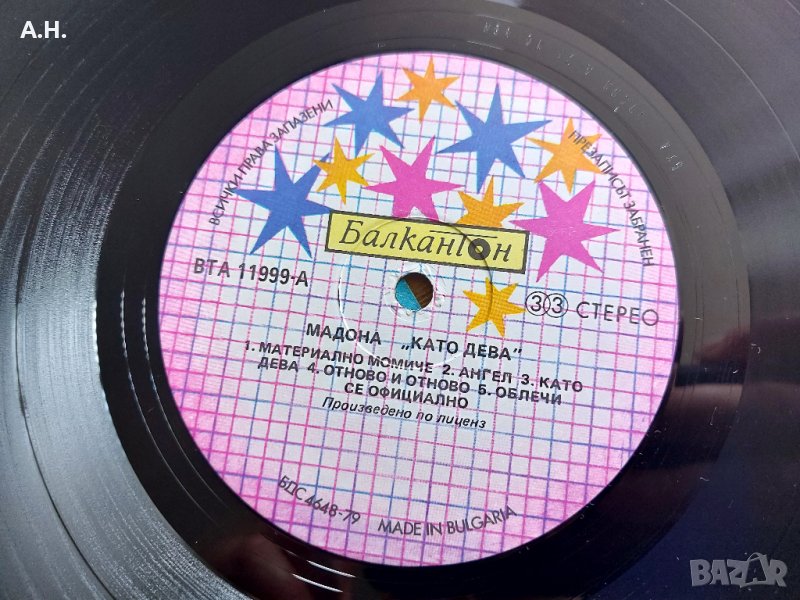 А.Н.
ВСИЧКИ ПРАВА ЗАПАЗЕНИ
ПРЕЗАПИСЪТ ЗАБРАНЕН
Балкантон
ВТА 11999-А
33 СТЕРЕО
МАДОНА „КАТО ДЕВА”
1. МАТЕРИАЛНО МОМИЧЕ 2. АНГЕЛ 3. КАТО
ДЕВА 4. ОТНОВО И ОТНОВО 5. ОБЛЕЧИ
СЕ ОФИЦИАЛНО
Произведено по лиценз
БДС 4648-79
MADE IN BULGARIA
BAZAR